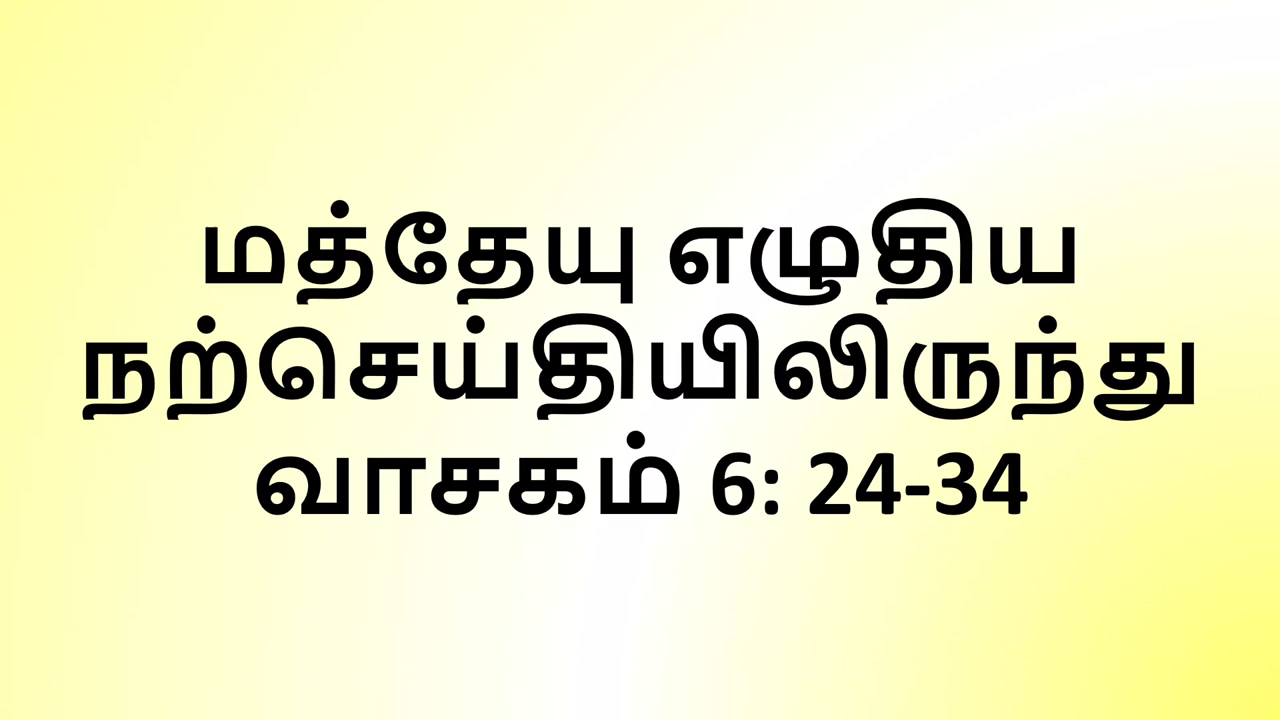 மத்தேயு எழுதிய
நற்செய்தியிலிருந்து
வாசகம் 6: 24-34